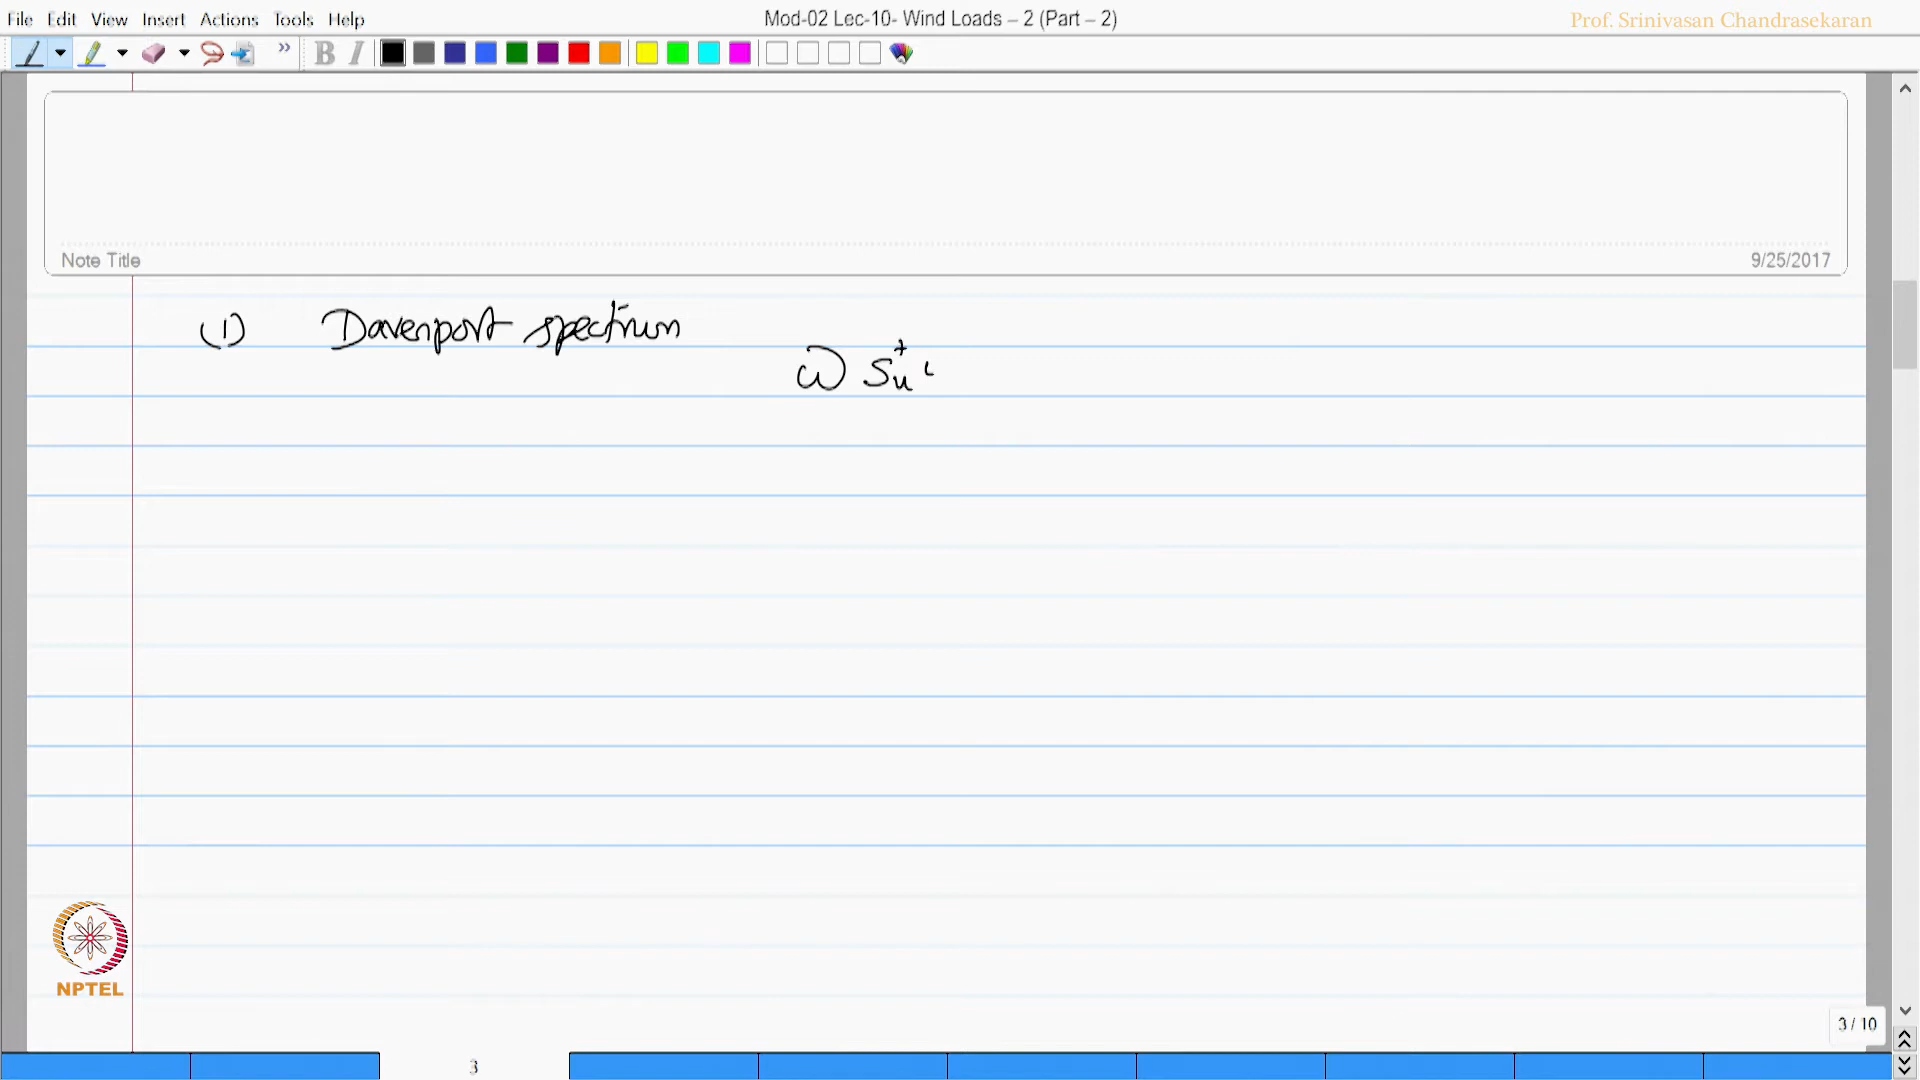 File Edit View Insert Actions Tools Help
Mod-02 Lec-10- Wind Loads – 2 (Part – 2)
Prof. Srinivasan Chandrasekaran
B I
Note Title
9/25/2017
(1) Davenport spectrum
ω Su+ (
NPTEL
3 / 10
3